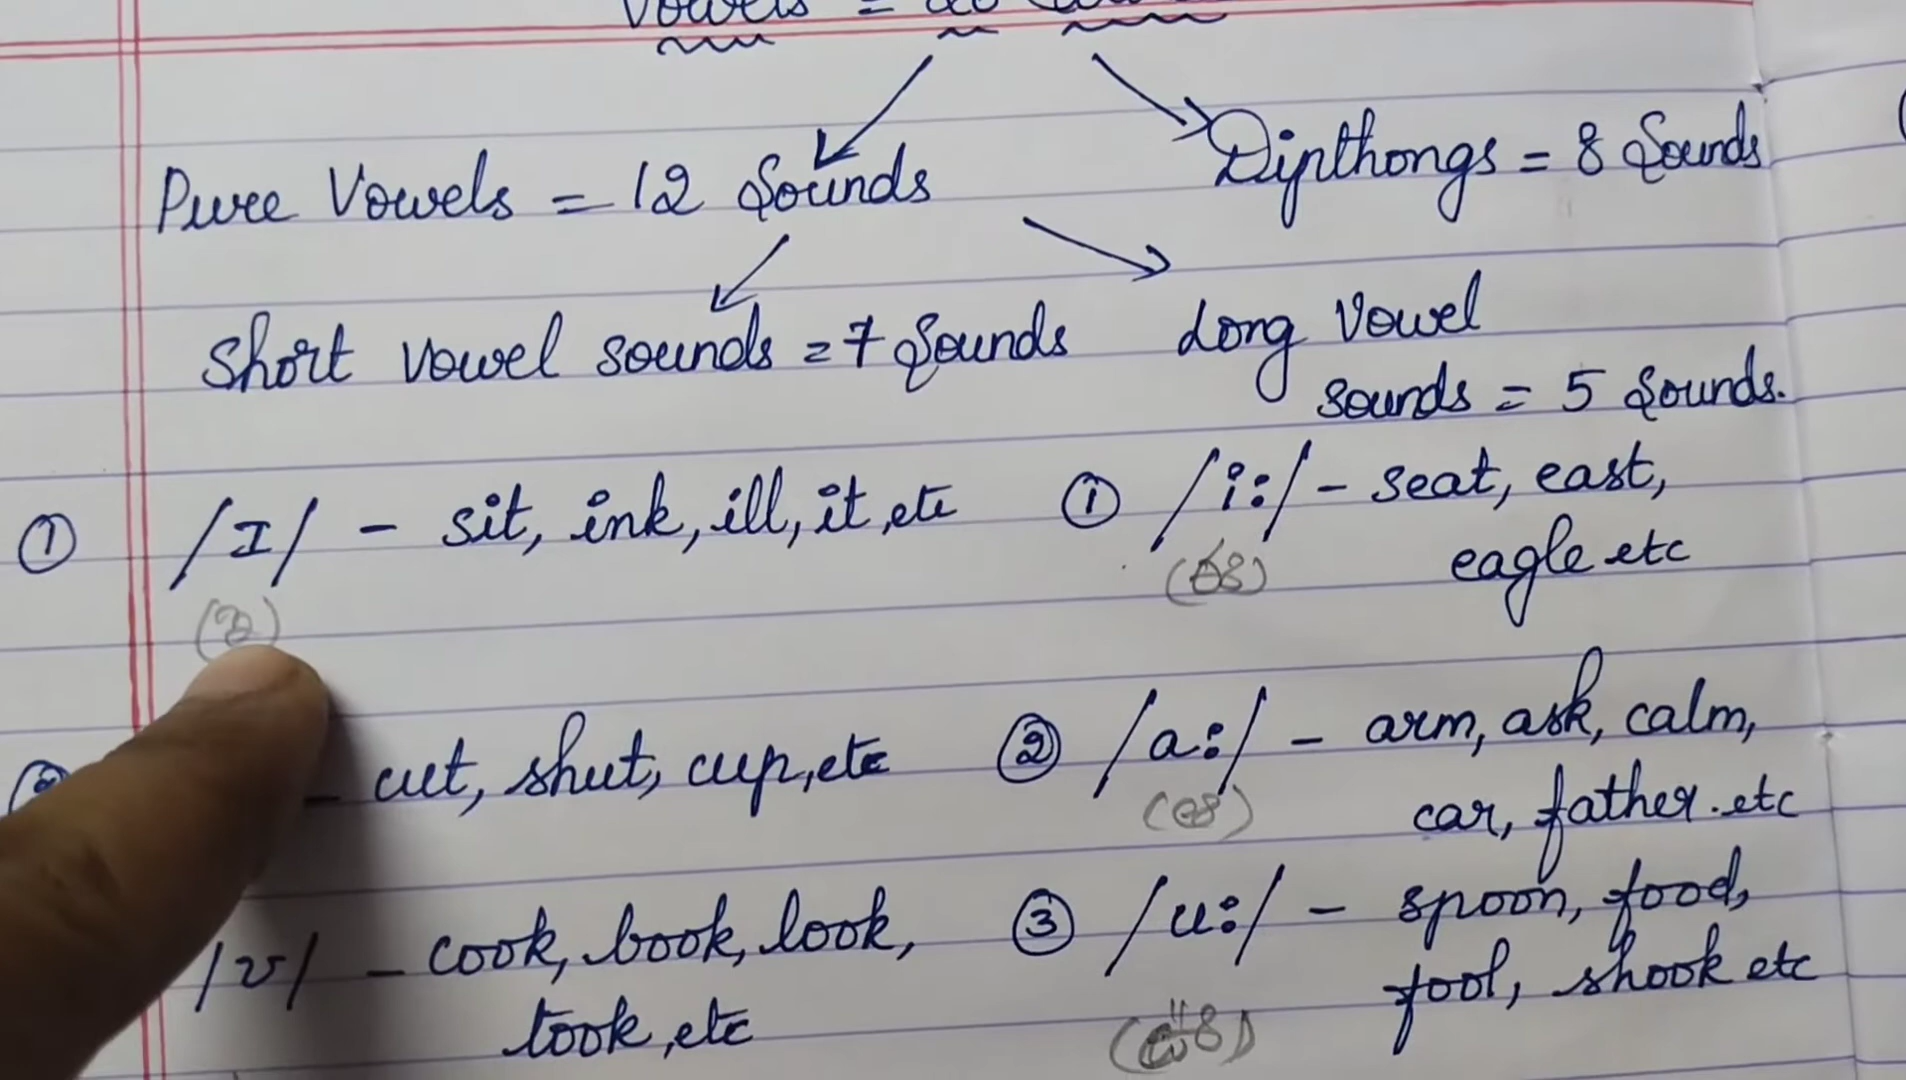 Vowels =
Pure Vowels = 12 Sounds
Dipthongs = 8 Sounds
Short vowel sounds = 7 Sounds
Long Vowel
sounds = 5 Sounds.
① /I/ - sit, ink, ill, it, etc
① /i:/ - seat, east,
eagle etc
- cut, shut, cup, etc
② /a:/ - arm, ask, calm,
car, father. etc
/ʊ/ - cook, book, look,
took, etc
③ /u:/ - spoon, food,
fool, shook etc